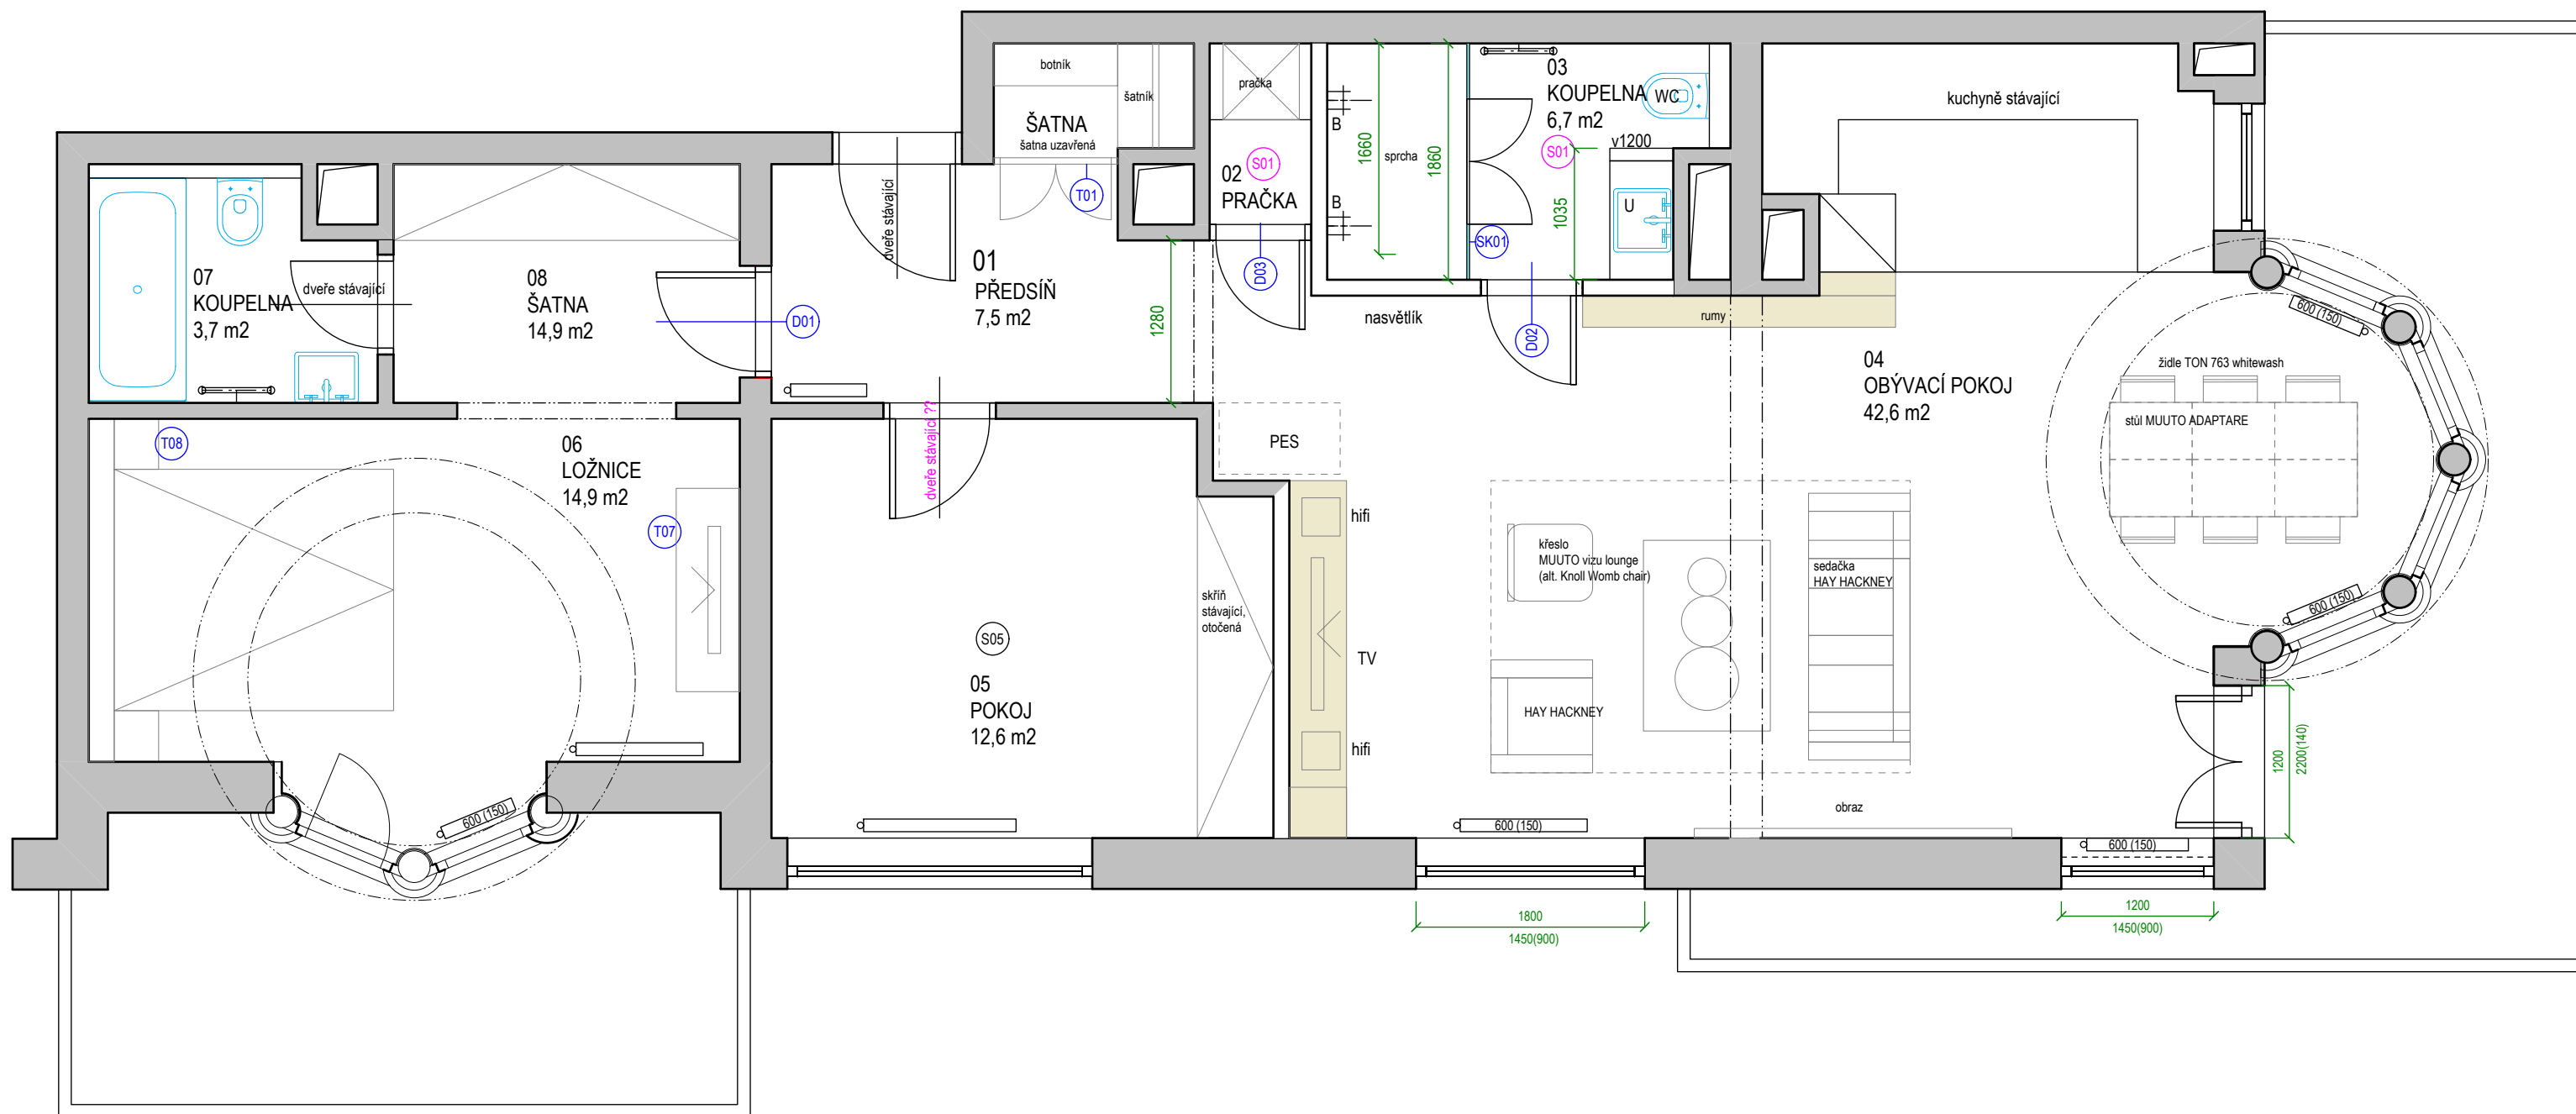 botník
šatník
ŠATNA
šatna uzavřená
T01
pračka
02
S01
PRAČKA
D03
B
B
1660
1860
sprcha
03
KOUPELNA
6,7 m2
WC
S01
v1200
1035
U
SK01
D02
kuchyně stávající
rumy
nasvětlík
dveře stávající
01
PŘEDSÍŇ
7,5 m2
1280
D01
07
KOUPELNA
3,7 m2
dveře stávající
08
ŠATNA
14,9 m2
T08
06
LOŽNICE
14,9 m2
T07
600 (150)
dveře stávající ??
S05
05
POKOJ
12,6 m2
skříň
stávající,
otočená
PES
hifi
TV
hifi
křeslo
MUUTO vizu lounge
(alt. Knoll Womb chair)
HAY HACKNEY
sedačka
HAY HACKNEY
04
OBÝVACÍ POKOJ
42,6 m2
600 (150)
židle TON 763 whitewash
stůl MUUTO ADAPTARE
600 (150)
1200
2200(140)
obraz
600 (150)
600 (150)
1800
1450(900)
1200
1450(900)